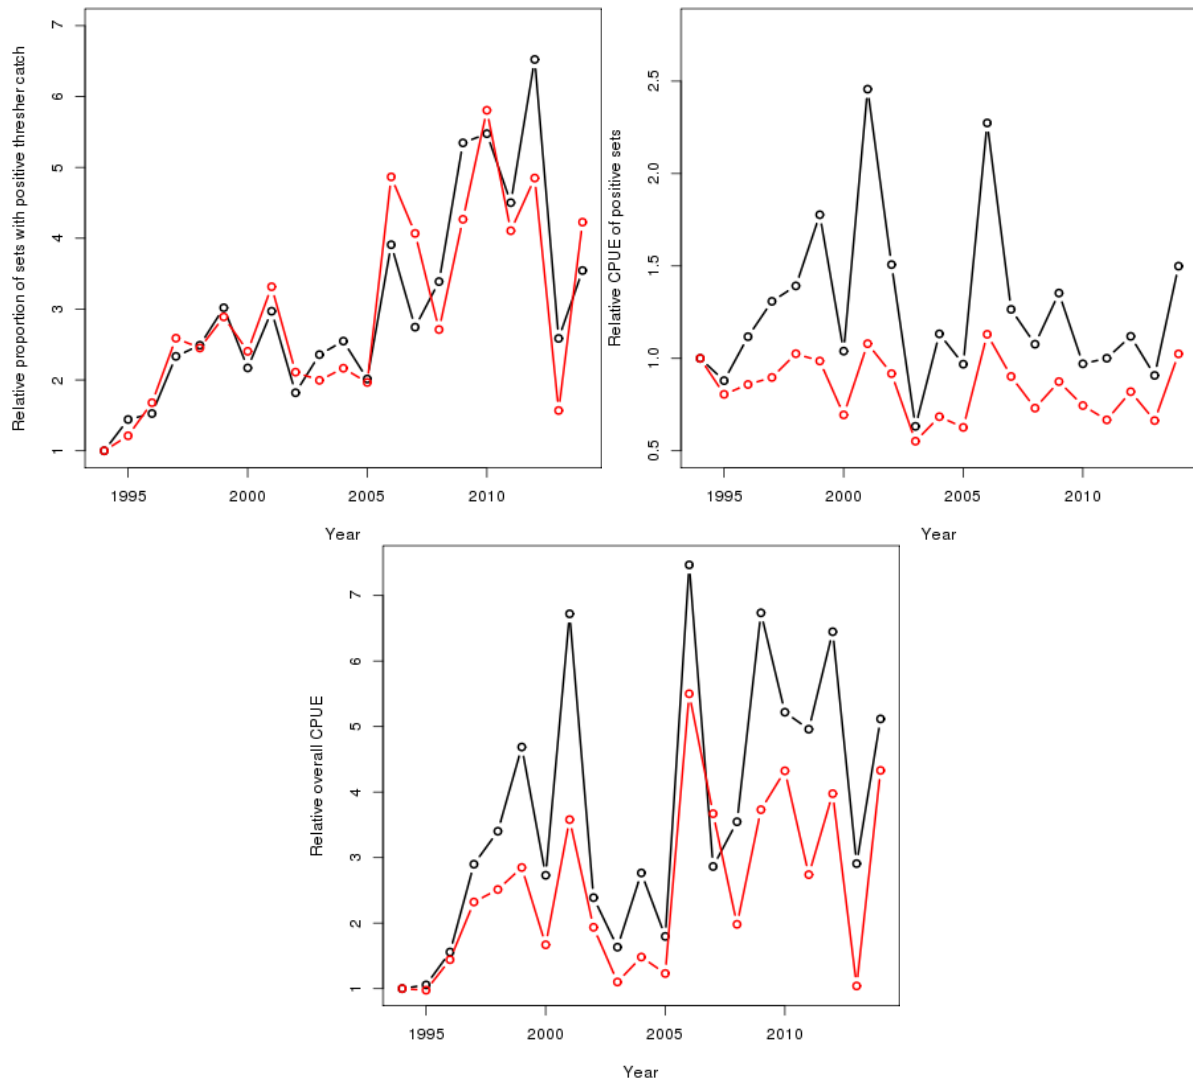 Relative proportion of sets with positive thresher catch
7
6
5
4
3
2
1
1995 2000 2005 2010
Year
Relative CPUE of positive sets
2.5
2.0
1.5
1.0
0.5
1995 2000 2005 2010
Year
Relative overall CPUE
7
6
5
4
3
2
1
1995 2000 2005 2010
Year